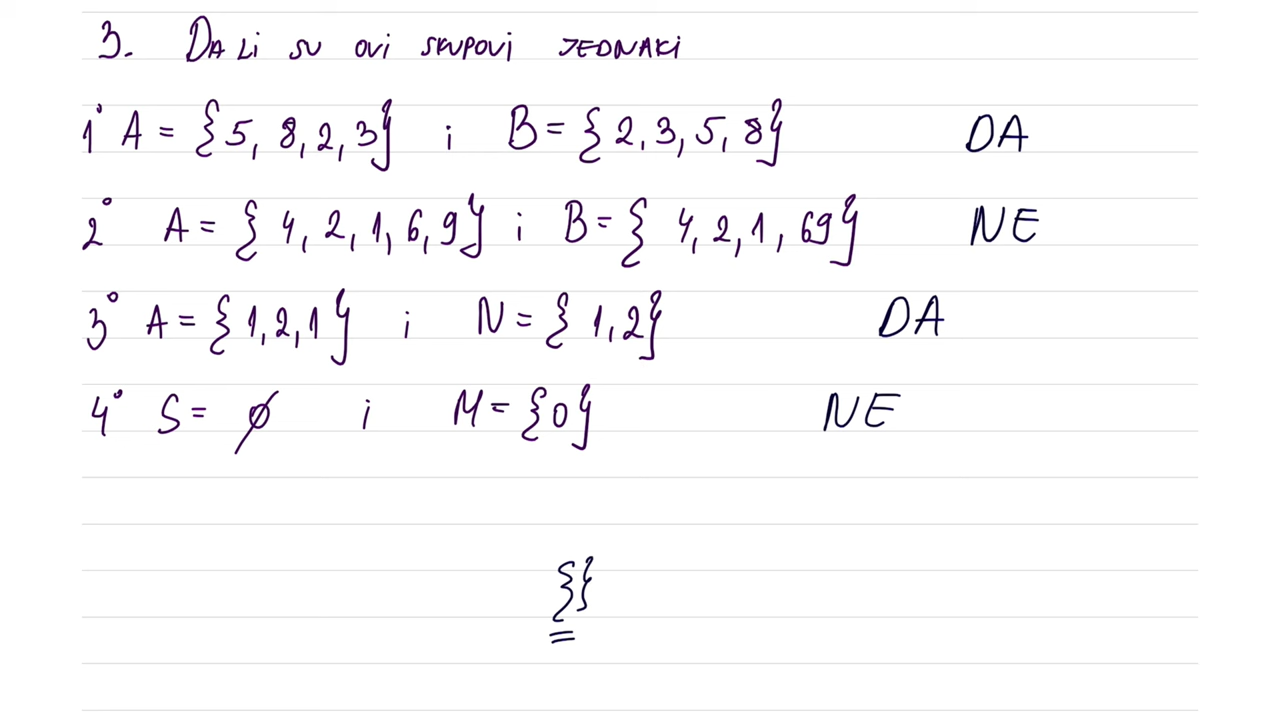 3. DA LI SU OVI SKUPOVI JEDNAKI
1° A = {5, 8, 2, 3} i B = {2, 3, 5, 8} DA
2° A = {4, 2, 1, 6, 9} i B = {4, 2, 1, 69} NE
3° A = {1, 2, 1} i N = {1, 2} DA
4° S = ∅ i M = {0} NE
{}
=